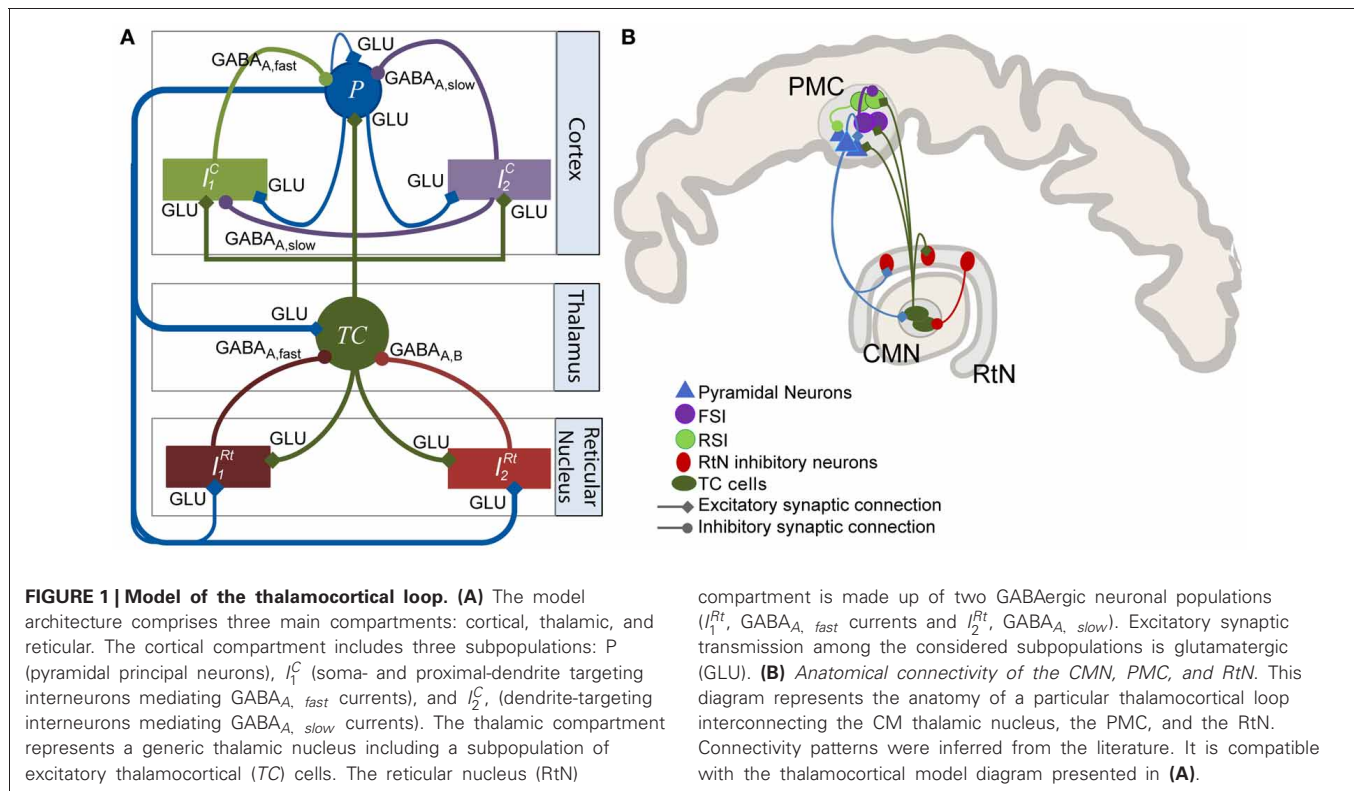 A
GLU
GABAA,fast
P
GABAA,slow
GLU
I1C
GLU
GLU
I2C
GLU
GLU
GABAA,slow
Cortex
GLU
TC
GABAA,fast
GABAA,B
Thalamus
GLU
GLU
I1Rt
I2Rt
GLU
GLU
Reticular
Nucleus
B
PMC
CMN
RtN
Pyramidal Neurons
FSI
RSI
RtN inhibitory neurons
TC cells
Excitatory synaptic connection
Inhibitory synaptic connection
FIGURE 1 | Model of the thalamocortical loop. (A) The model
architecture comprises three main compartments: cortical, thalamic, and
reticular. The cortical compartment includes three subpopulations: P
(pyramidal principal neurons), I1C (soma- and proximal-dendrite targeting
interneurons mediating GABAA, fast currents), and I2C, (dendrite-targeting
interneurons mediating GABAA, slow currents). The thalamic compartment
represents a generic thalamic nucleus including a subpopulation of
excitatory thalamocortical (TC) cells. The reticular nucleus (RtN)
compartment is made up of two GABAergic neuronal populations
(I1Rt, GABAA, fast currents and I2Rt, GABAA, slow). Excitatory synaptic
transmission among the considered subpopulations is glutamatergic
(GLU). (B) Anatomical connectivity of the CMN, PMC, and RtN. This
diagram represents the anatomy of a particular thalamocortical loop
interconnecting the CM thalamic nucleus, the PMC, and the RtN.
Connectivity patterns were inferred from the literature. It is compatible
with the thalamocortical model diagram presented in (A).